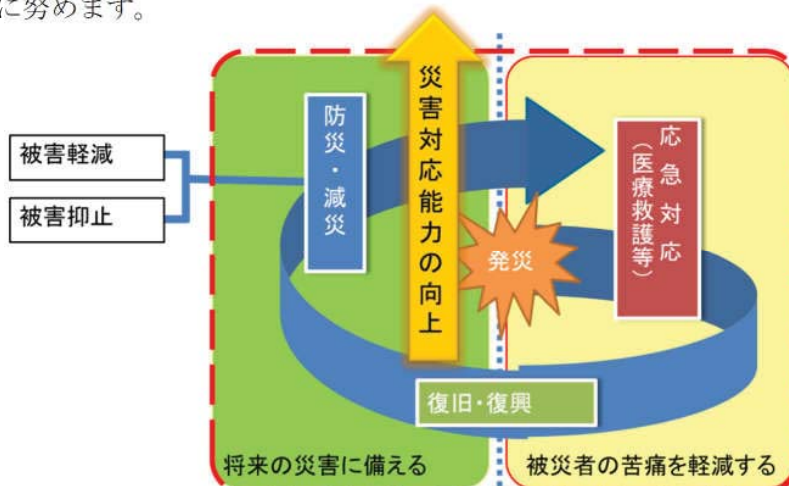 に努めます。
被害軽減
被害抑止
防災・減災
災害対応能力の向上
発災
応急対応
（医療救護等）
復旧・復興
将来の災害に備える
被災者の苦痛を軽減する